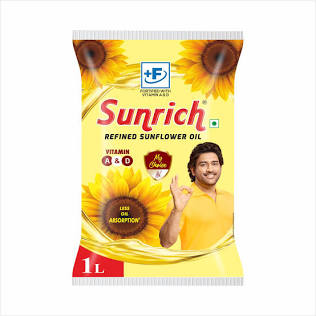 +F
FORTIFIED WITH
VITAMIN A & D
Sunrich®
REFINED SUNFLOWER OIL
VITAMIN
A & D
My
Choice
LESS
OIL
ABSORPTION*
1L